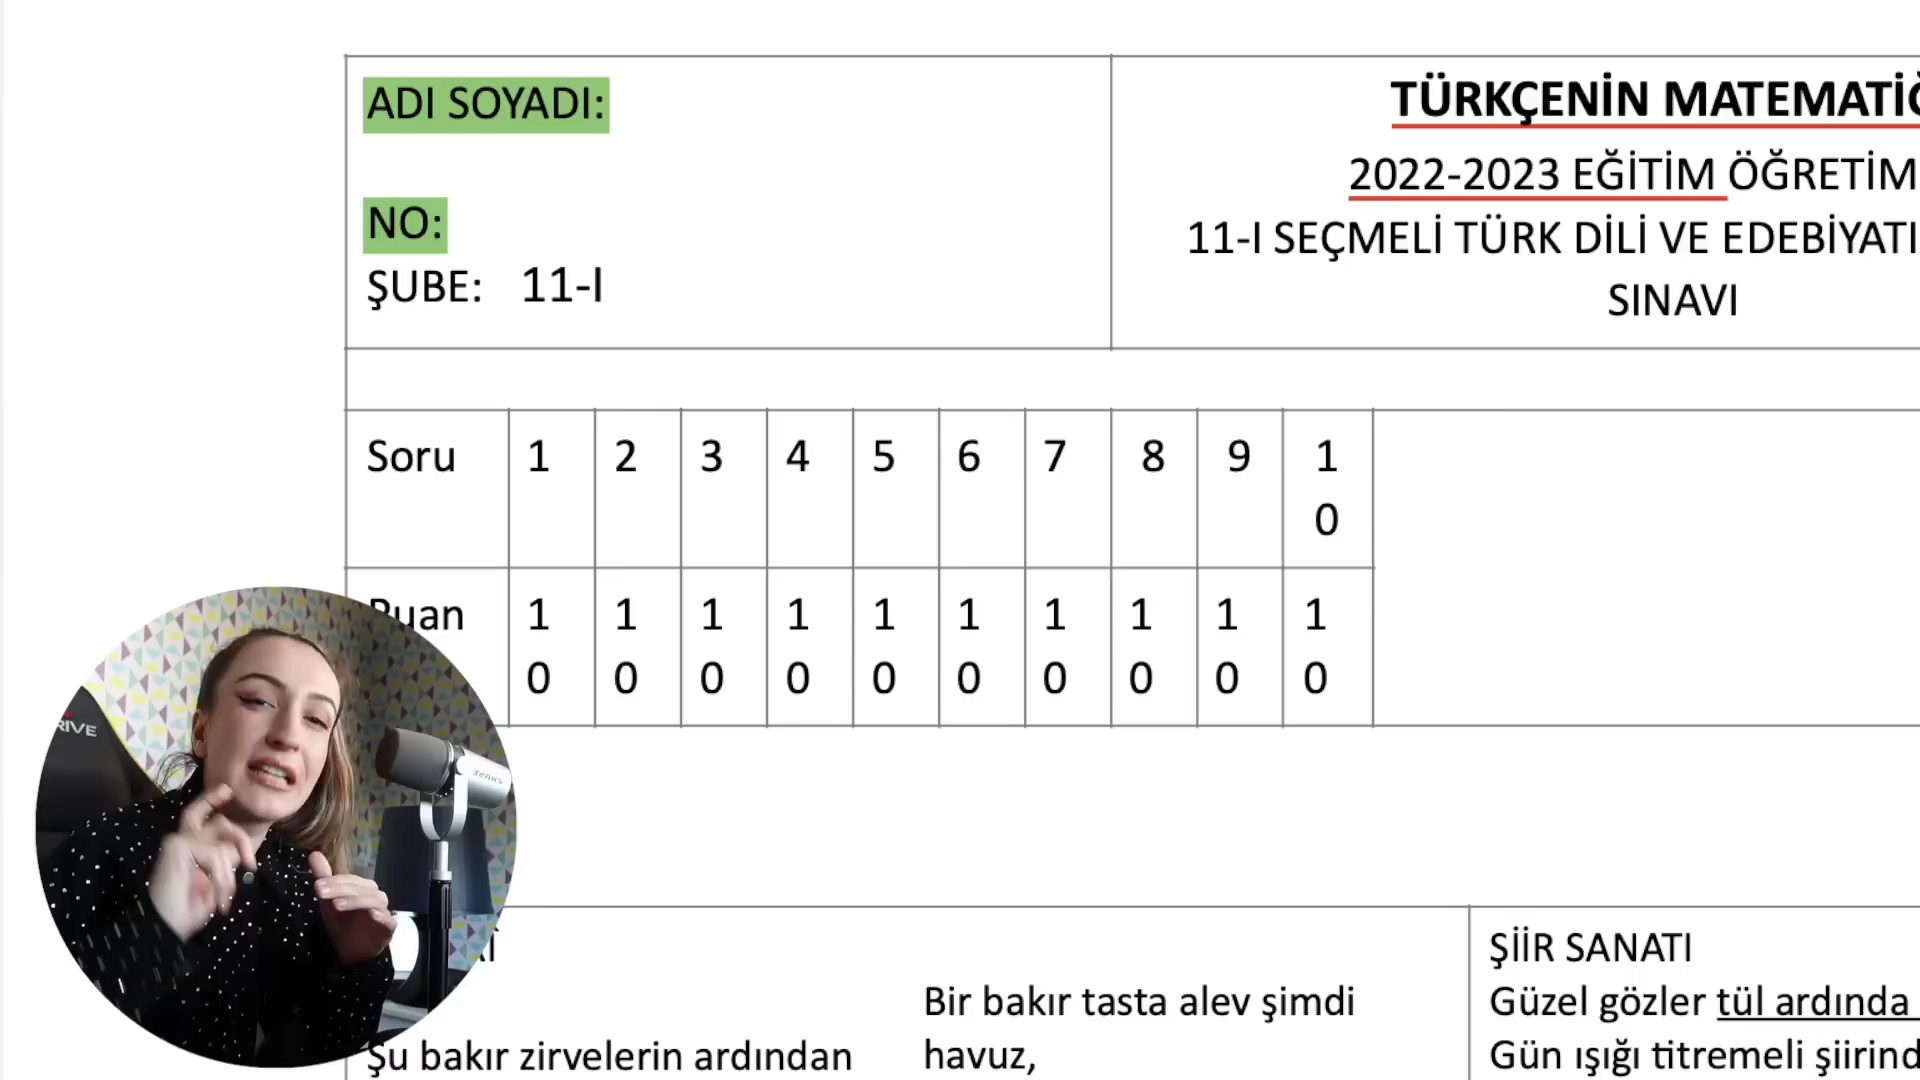 ADI SOYADI:
NO:
ŞUBE: 11-I
TÜRKÇENİN
2022-2023 EĞİTİM ÖĞRETİM
11-I SEÇMELİ TÜRK DİLİ VE EDEBİYATI
SINAVI
Soru 1 2 3 4 5 6 7 8 9 10
Puan 10 10 10 10 10 10 10 10 10 10
Bir bakır tasta alev şimdi
havuz,
Şu bakır zirvelerin ardından
ŞİİR SANATI
Güzel gözler tül ardında
Gün ışığı titremeli
SHURE